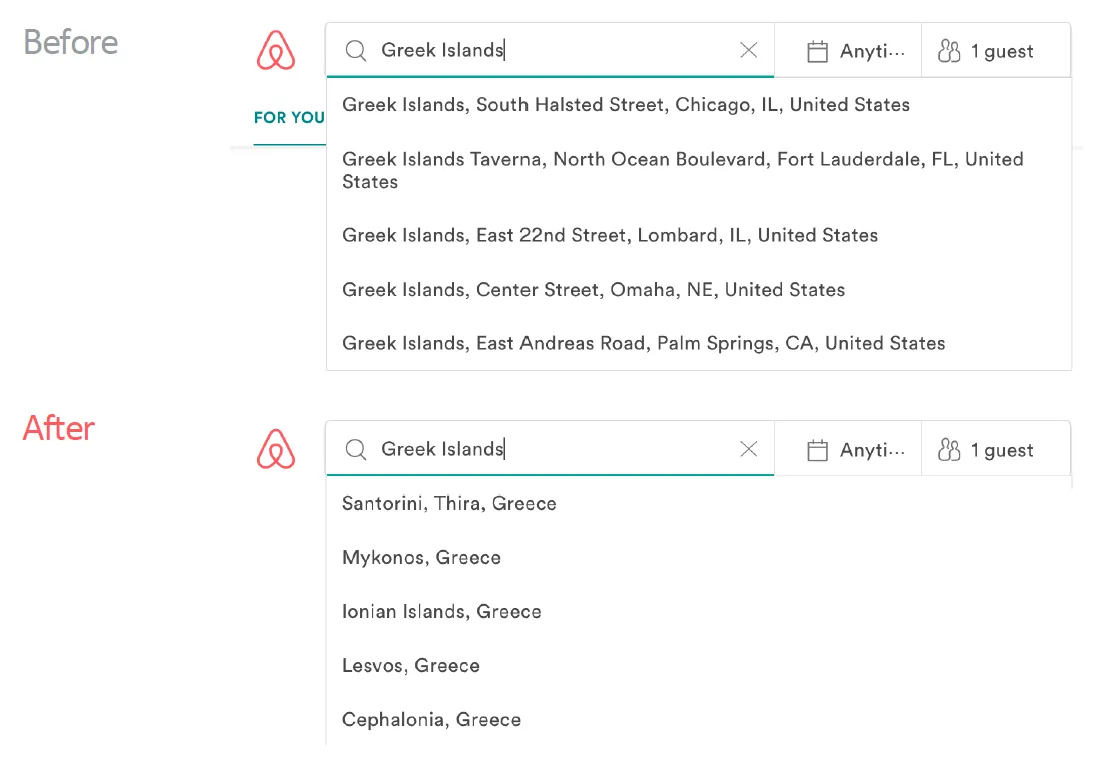 Before
Greek Islands
Anyti...
1 guest
FOR YOU
Greek Islands, South Halsted Street, Chicago, IL, United States
Greek Islands Taverna, North Ocean Boulevard, Fort Lauderdale, FL, United
States
Greek Islands, East 22nd Street, Lombard, IL, United States
Greek Islands, Center Street, Omaha, NE, United States
Greek Islands, East Andreas Road, Palm Springs, CA, United States
After
Greek Islands
Anyti...
1 guest
Santorini, Thira, Greece
Mykonos, Greece
Ionian Islands, Greece
Lesvos, Greece
Cephalonia, Greece